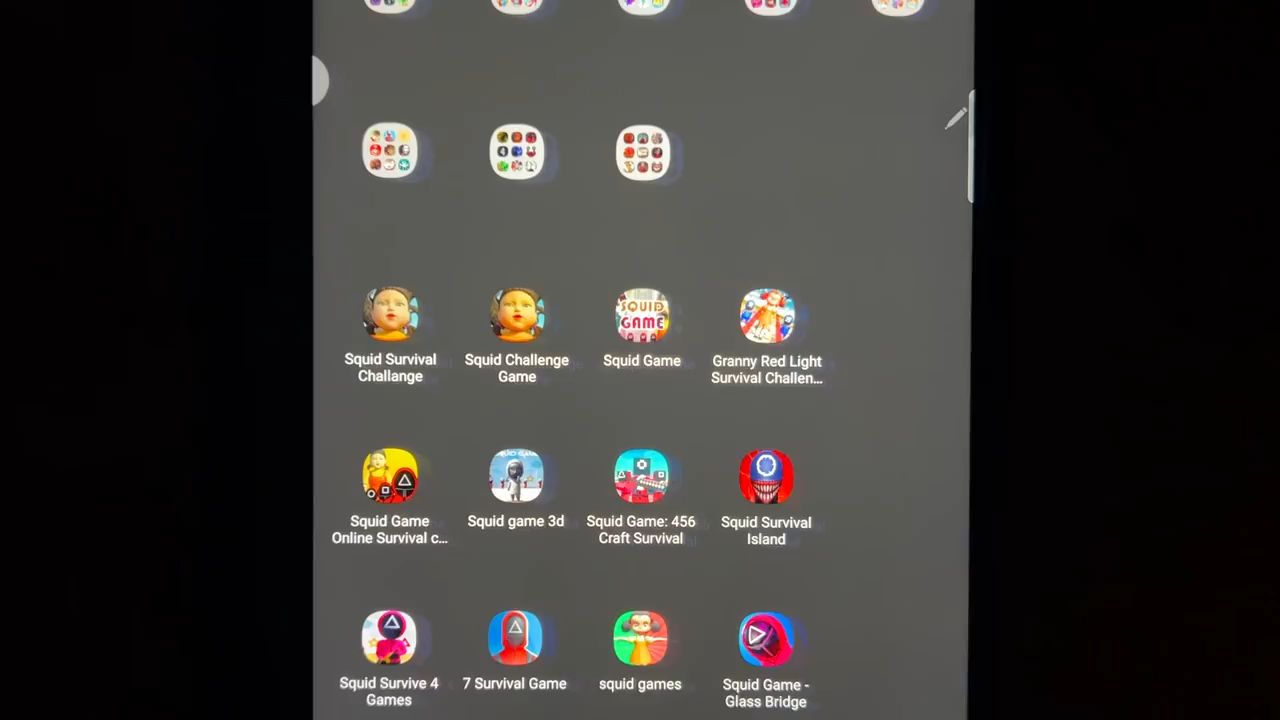 SQUID
GAME
Squid Survival
Challange
Squid Challenge
Game
Squid Game
Granny Red Light
Survival Challen...
Squid Game
Online Survival c...
Squid game 3d
Squid Game: 456
Craft Survival
Squid Survival
Island
Squid Survive 4
Games
7 Survival Game
squid games
Squid Game -
Glass Bridge